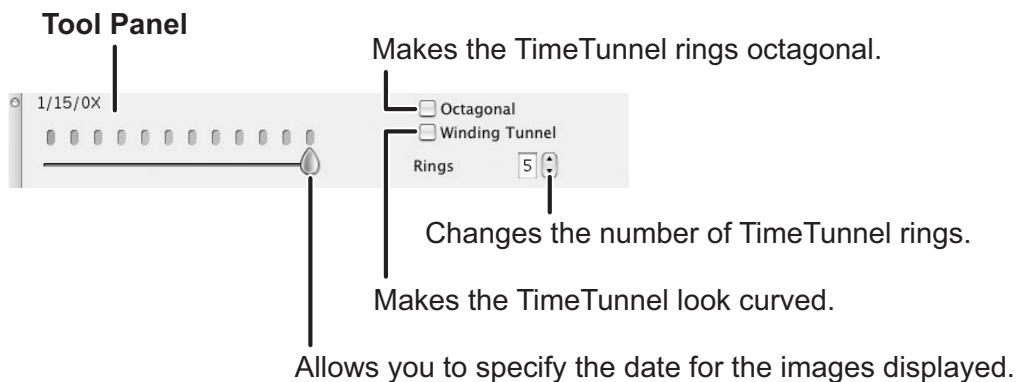 Tool Panel
Makes the TimeTunnel rings octagonal.
1/15/0X
Octagonal
Winding Tunnel
Rings 5
Changes the number of TimeTunnel rings.
Makes the TimeTunnel look curved.
Allows you to specify the date for the images displayed.